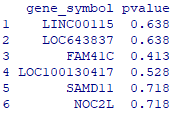 gene_symbol pvalue
1 LINC00115 0.638
2 LOC643837 0.638
3 FAM41C 0.413
4 LOC100130417 0.528
5 SAMD11 0.718
6 NOC2L 0.718